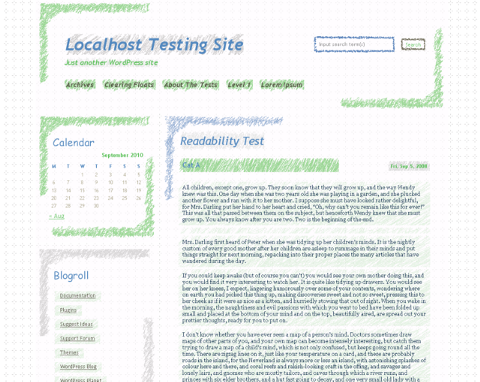 Localhost Testing Site
Just another WordPress site
Input search term(s)
Search
Archives Clearing Floats About The Tests Level 1 Lorem Ipsum
Calendar
September 2010
M T W T F S S
1 2 3 4 5
6 7 8 9 10 11 12
13 14 15 16 17 18 19
20 21 22 23 24 25 26
27 28 29 30
« Aug
Blogroll
Documentation
Plugins
Suggest Ideas
Support Forum
Themes
WordPress Blog
WordPress Planet
Readability Test
Cat A
Fri, Sep 5, 2008
All children, except one, grow up. They soon know that they will grow up, and the way Wendy
knew was this. One day when she was two years old she was playing in a garden, and she plucked
another flower and ran with it to her mother. I suppose she must have looked rather delightful,
for Mrs. Darling put her hand to her heart and cried, "Oh, why can't you remain like this for ever!"
This was all that passed between them on the subject, but henceforth Wendy knew that she must
grow up. You always know after you are two. Two is the beginning of the end.
Mrs. Darling first heard of Peter when she was tidying up her children's minds. It is the nightly
custom of every good mother after her children are asleep to rummage in their minds and put
things straight for next morning, repacking into their proper places the many articles that have
wandered during the day.
If you could keep awake (but of course you can't) you would see your own mother doing this, and
you would find it very interesting to watch her. It is quite like tidying up drawers. You would see
her on her knees, I expect, lingering humorously over some of your contents, wondering where
on earth you had picked this thing up, making discoveries sweet and not so sweet, pressing this to
her cheek as if it were as nice as a kitten, and hurriedly stowing that out of sight. When you wake in
the morning, the naughtiness and evil passions with which you went to bed have been folded up
small and placed at the bottom of your mind and on the top, beautifully aired, are spread out your
prettier thoughts, ready for you to put on.
I don't know whether you have ever seen a map of a person's mind. Doctors sometimes draw
maps of other parts of you, and your own map can become intensely interesting, but catch them
trying to draw a map of a child's mind, which is not only confused, but keeps going round all the
time. There are zigzag lines on it, just like your temperature on a card, and these are probably
roads in the island, for the Neverland is always more or less an island, with astonishing splashes of
colour here and there, and coral reefs and rakish-looking craft in the offing, and savages and
lonely lairs, and gnomes who are mostly tailors, and caves through which a river runs, and
princes with six elder brothers, and a hut fast going to decay, and one very small old lady with a